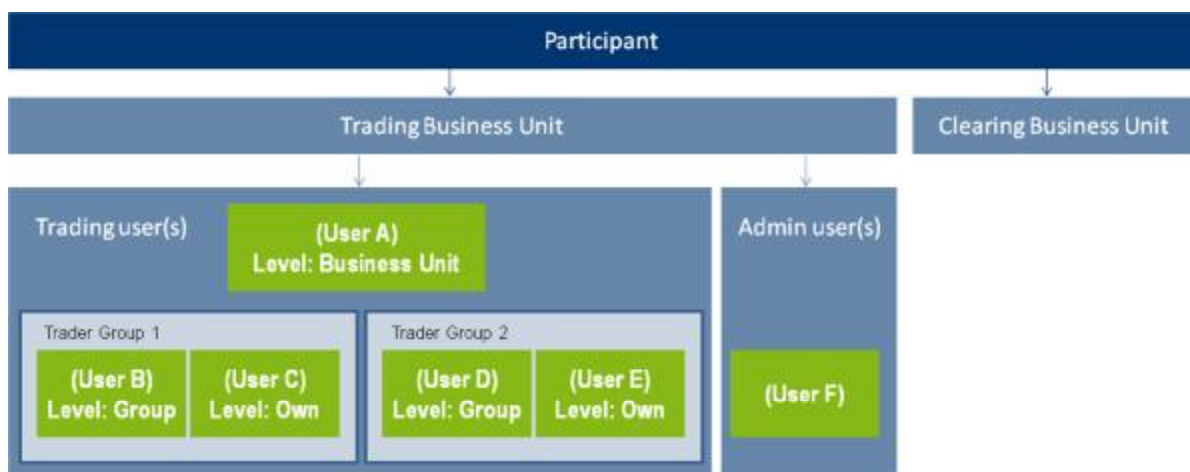 Participant
Trading Business Unit
Clearing Business Unit
Trading user(s)
(User A)
Level: Business Unit
Admin user(s)
Trader Group 1
(User B)
Level: Group
(User C)
Level: Own
Trader Group 2
(User D)
Level: Group
(User E)
Level: Own
(User F)